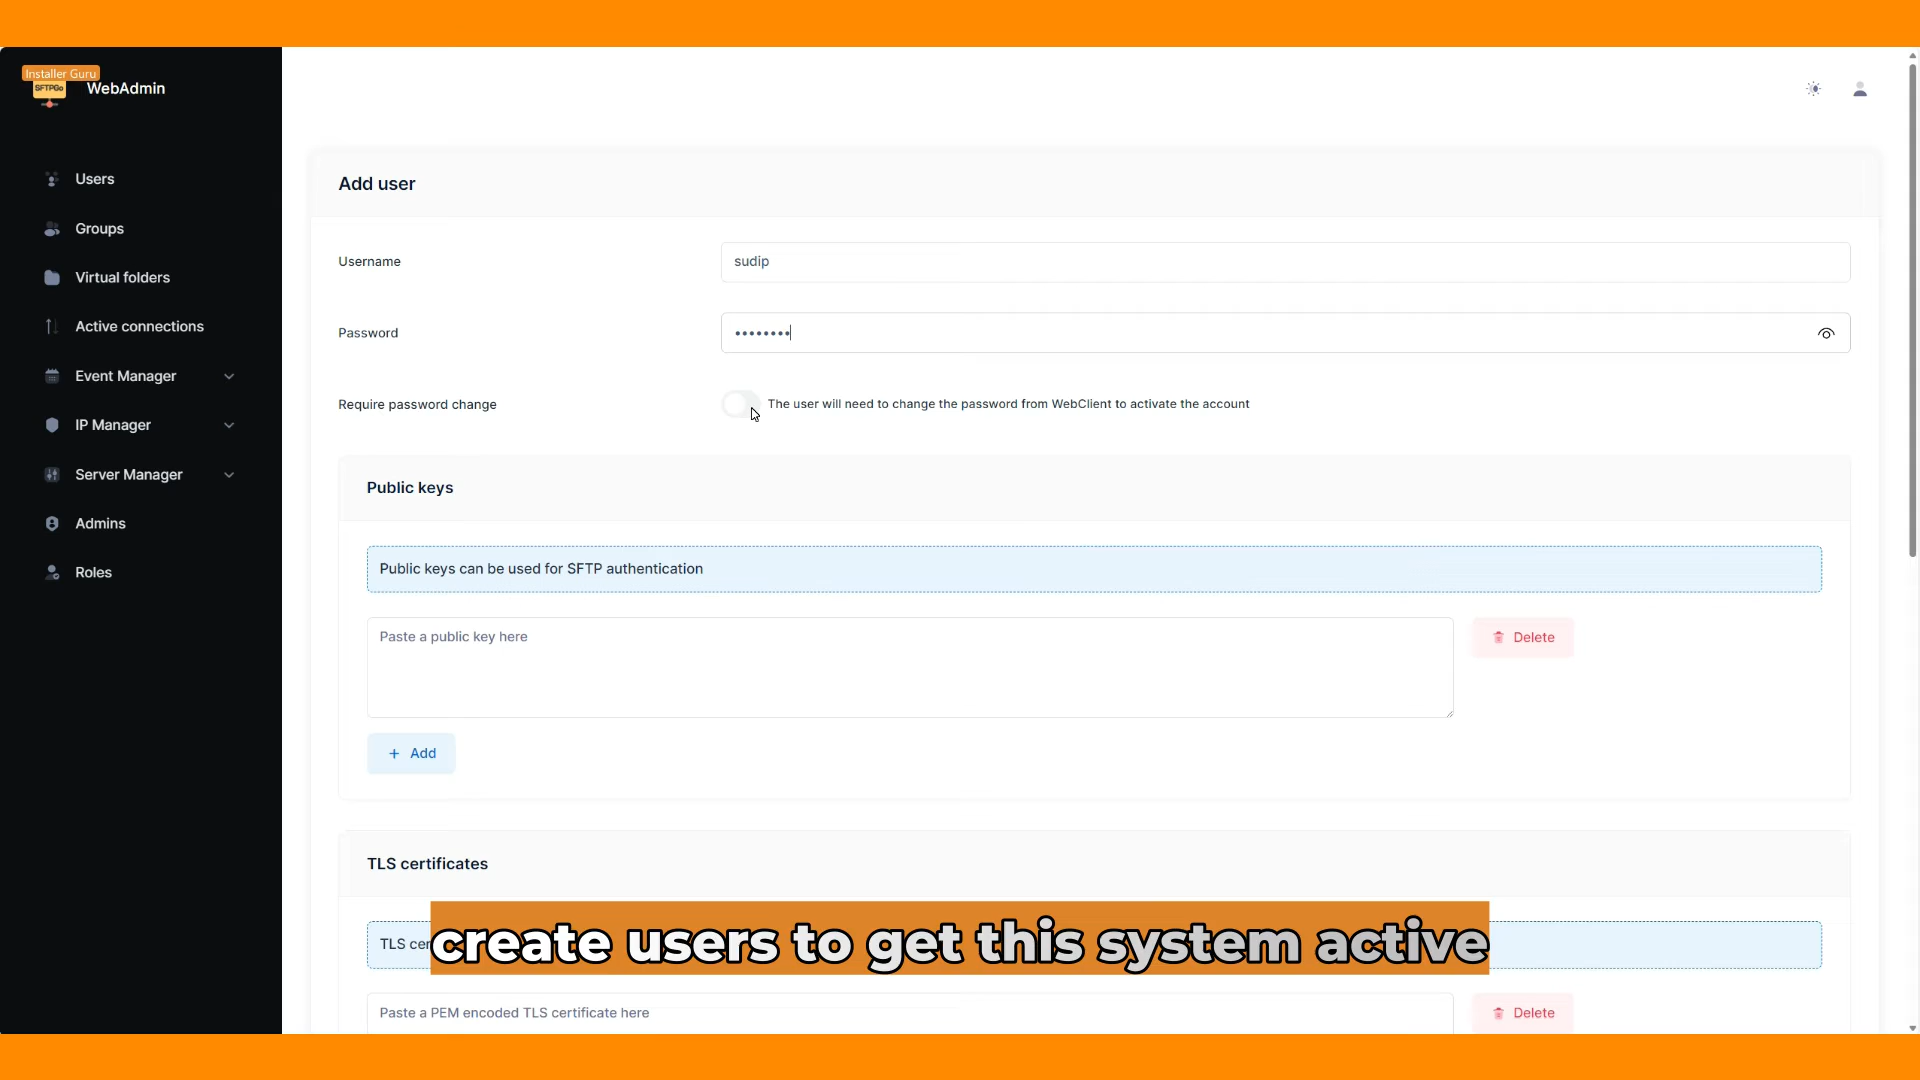 Installer Guru
SFTPGo
WebAdmin
Users
Groups
Virtual folders
Active connections
Event Manager
IP Manager
Server Manager
Admins
Roles
Add user
Username
sudip
Password
••••••••
Require password change
The user will need to change the password from WebClient to activate the account
Public keys
Public keys can be used for SFTP authentication
Paste a public key here
Delete
+ Add
TLS certificates
TLS cer
create users to get this system active
Paste a PEM encoded TLS certificate here
Delete